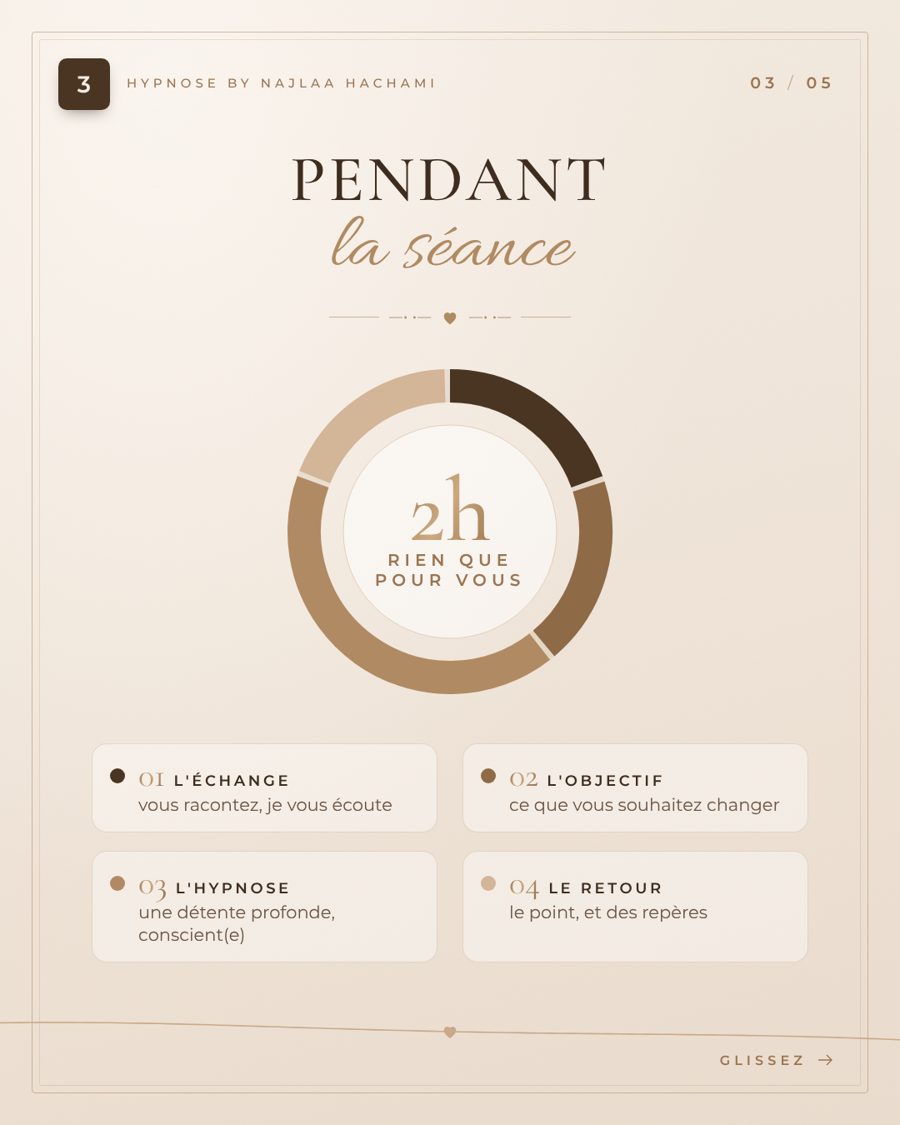 3 HYPNOSE BY NAJLAA HACHAMI 03 / 05
PENDANT
la séance
2h
RIEN QUE
POUR VOUS
01 L'ÉCHANGE
vous racontez, je vous écoute
02 L'OBJECTIF
ce que vous souhaitez changer
03 L'HYPNOSE
une détente profonde,
conscient(e)
04 LE RETOUR
le point, et des repères
GLISSEZ →